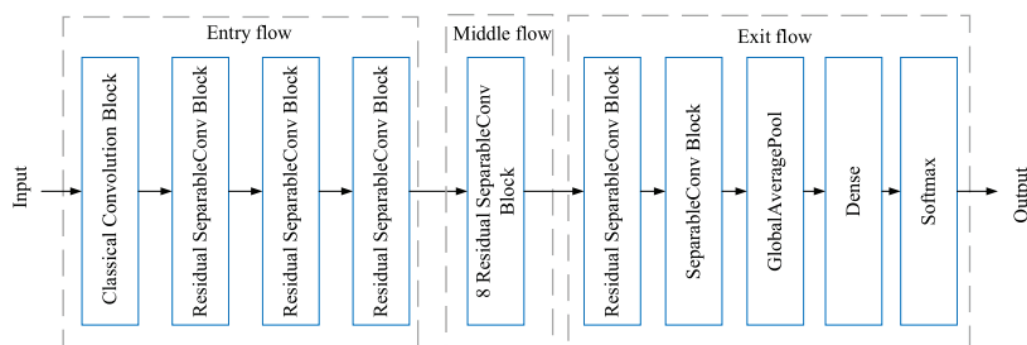 Entry flow
Middle flow
Exit flow
Input
Classical Convolution Block
Residual SeparableConv Block
Residual SeparableConv Block
Residual SeparableConv Block
8 Residual SeparableConv
Block
Residual SeparableConv Block
SeparableConv Block
GlobalAveragePool
Dense
Softmax
Output